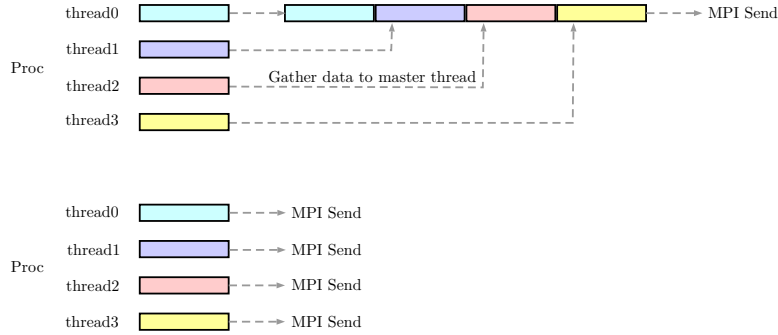 thread0
MPI Send
thread1
Proc
Gather data to master thread
thread2
thread3
thread0
MPI Send
thread1
MPI Send
Proc
thread2
MPI Send
thread3
MPI Send